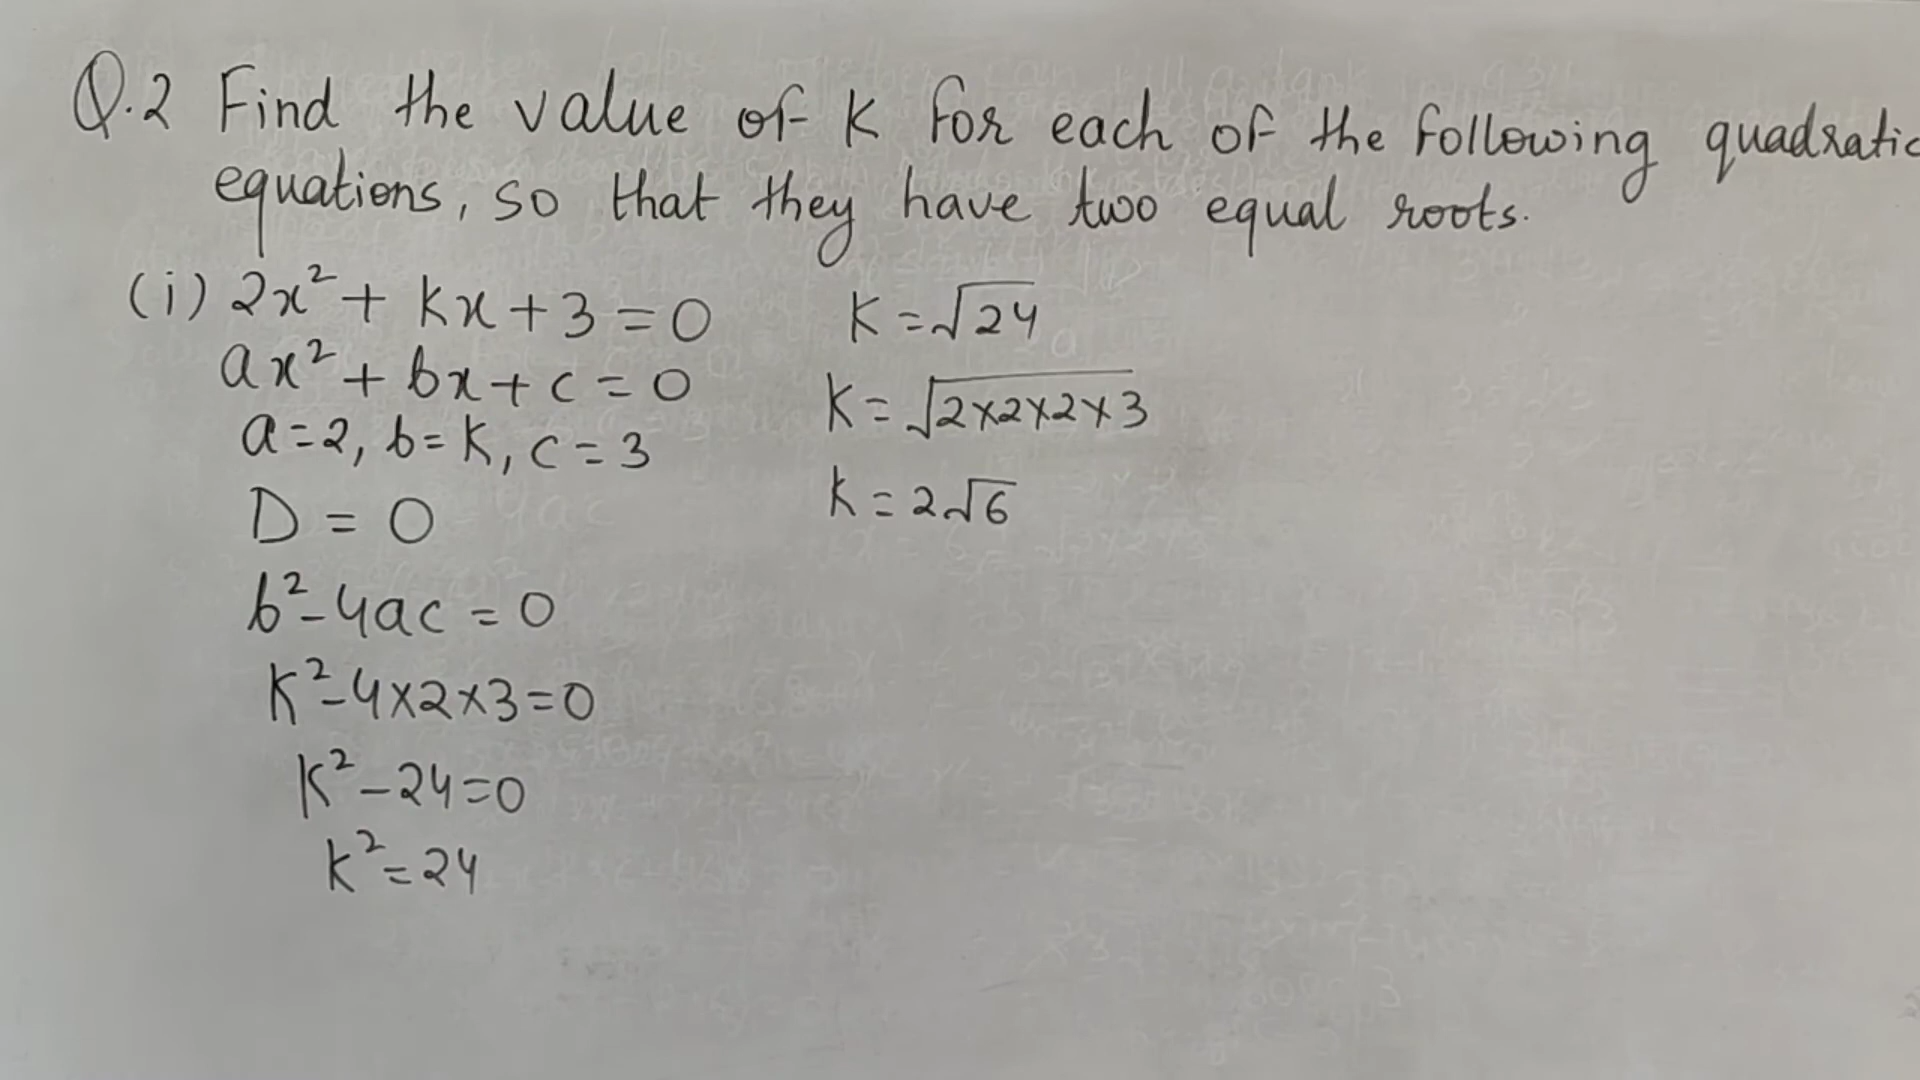 Q.2 Find the value of K for each of the following quadratic
equations, so that they have two equal roots.
(i) 2x² + Kx + 3 = 0
ax² + bx + c = 0
a = 2, b = K, c = 3
D = 0
b² - 4ac = 0
K² - 4×2×3 = 0
K² - 24 = 0
K² = 24
K = √24
K = √2×2×2×3
K = 2√6